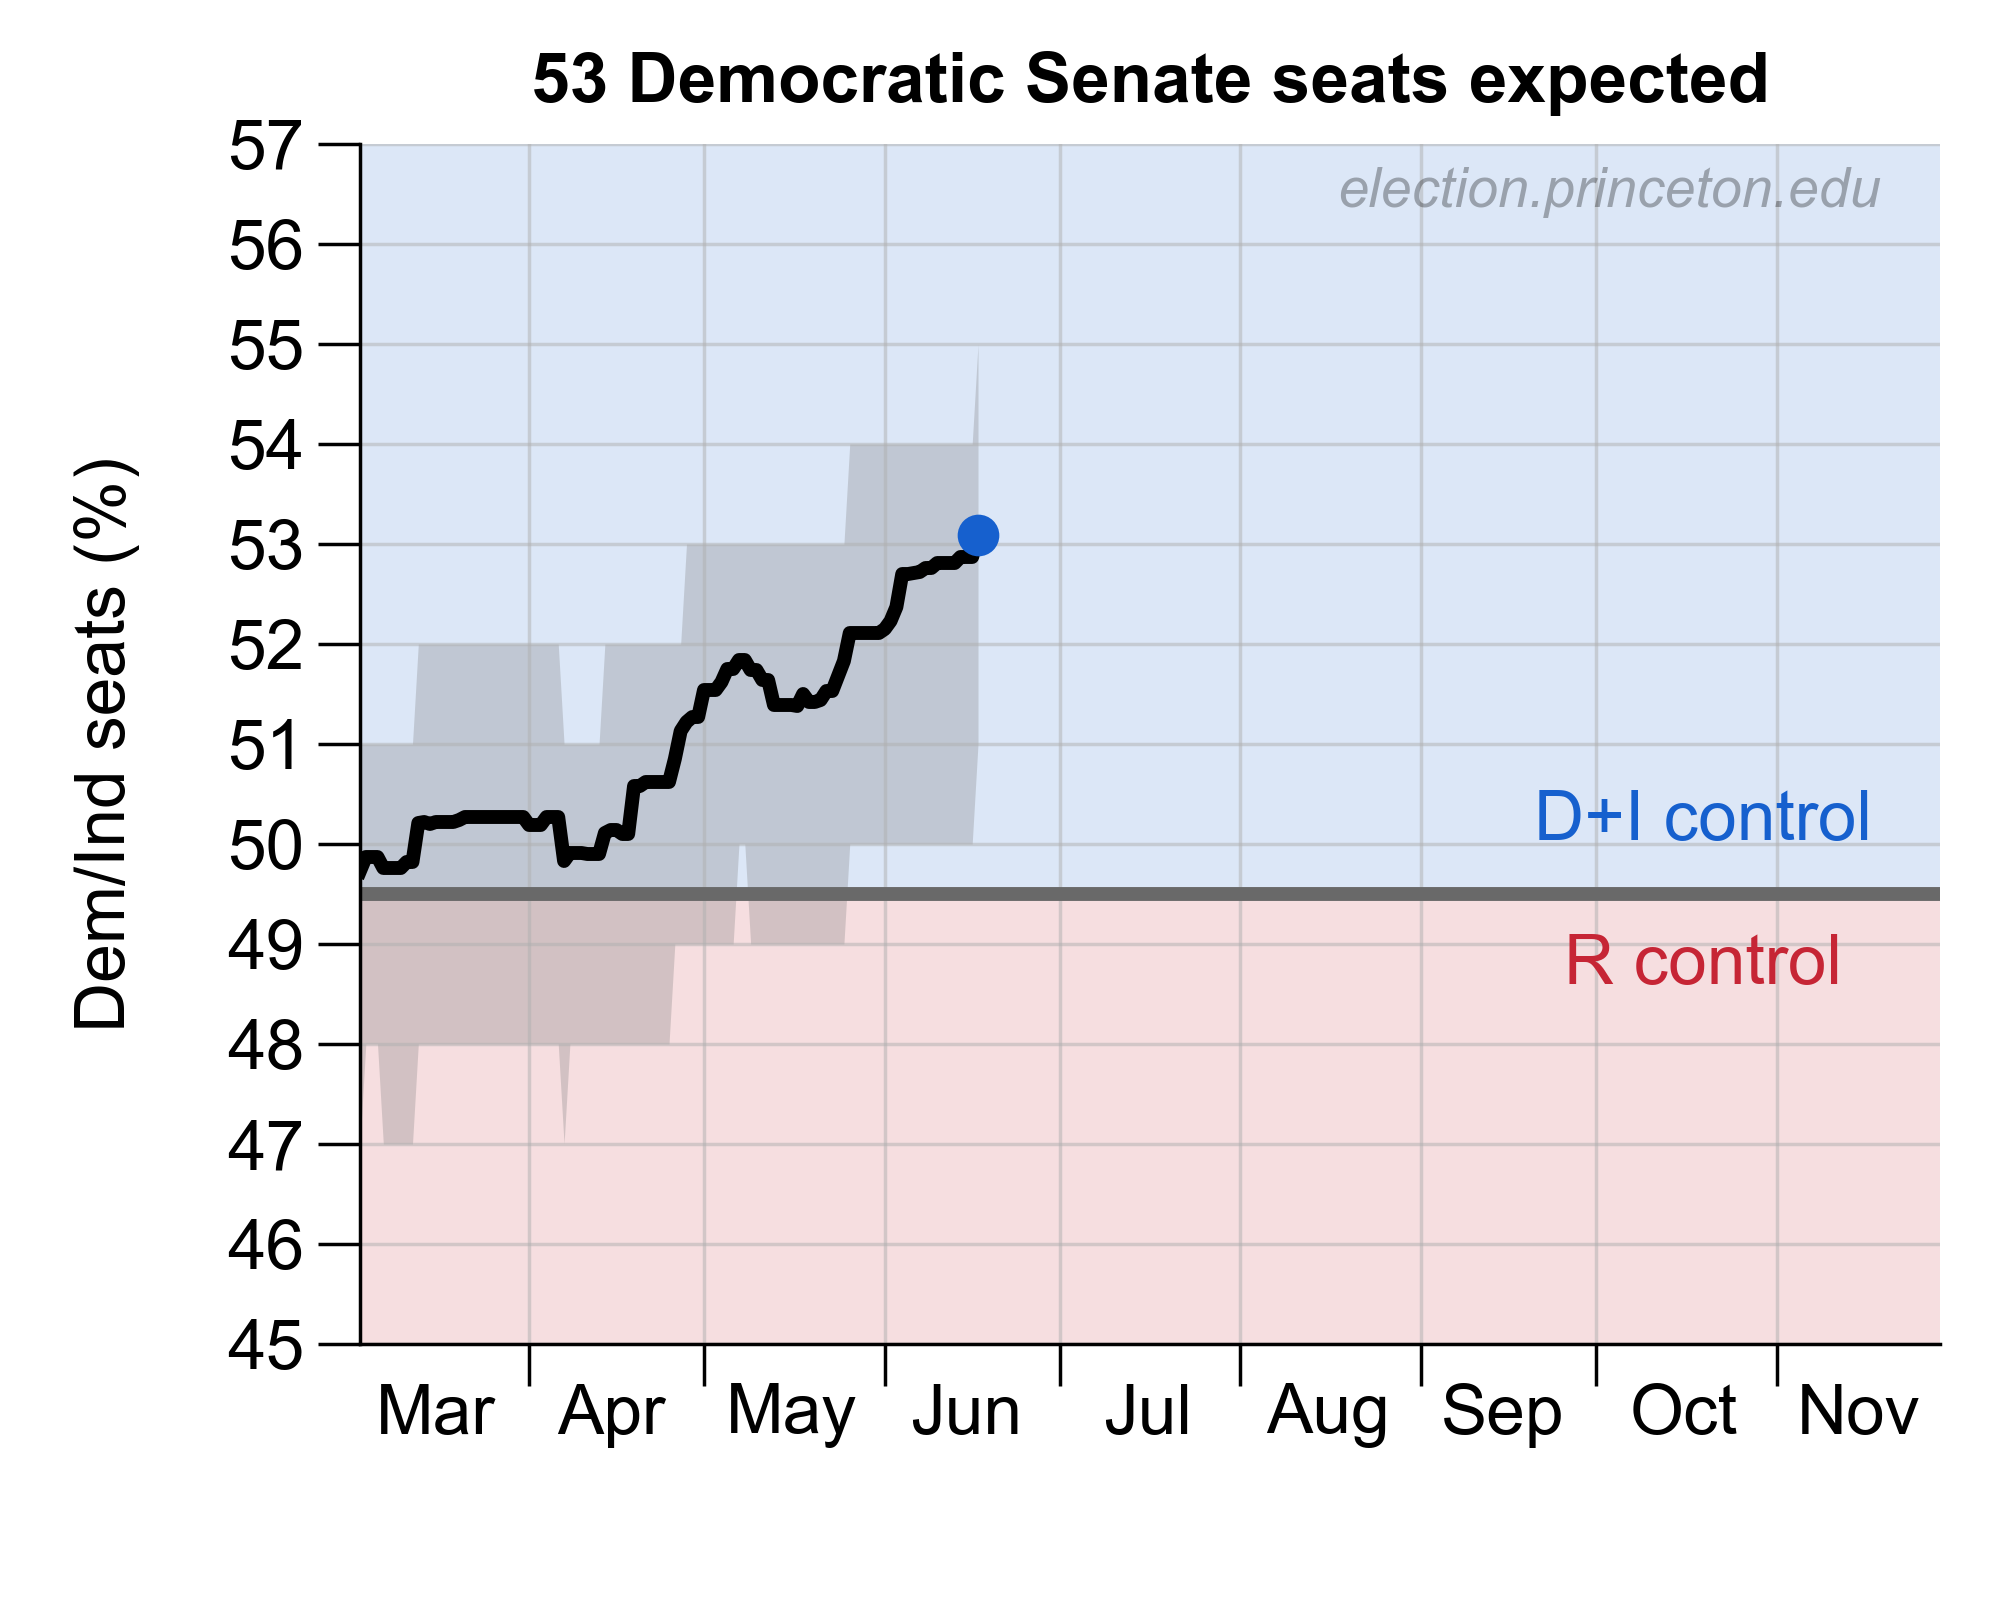 53 Democratic Senate seats expected
57
election.princeton.edu
56
55
54
53
52
51
50
49
48
47
46
45
Dem/Ind seats (%)
D+I control
R control
Mar Apr May Jun Jul Aug Sep Oct Nov